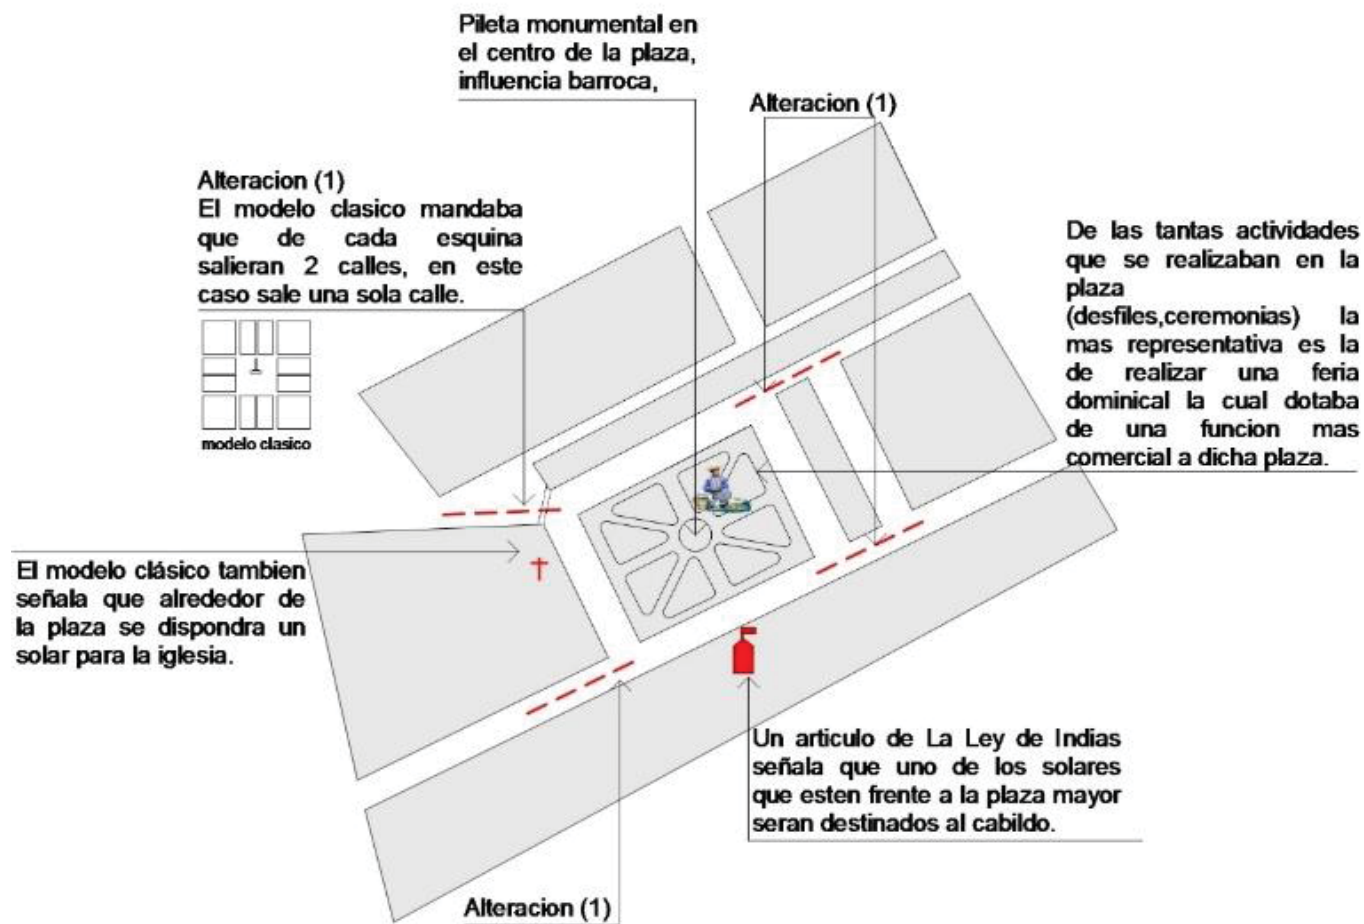 Pileta monumental en
el centro de la plaza,
influencia barroca,
Alteracion (1)
Alteracion (1)
El modelo clasico mandaba
que de cada esquina
salieran 2 calles, en este
caso sale una sola calle.
modelo clasico
De las tantas actividades
que se realizaban en la
plaza
(desfiles,ceremonias) la
mas representativa es la
de realizar una feria
dominical la cual dotaba
de una funcion mas
comercial a dicha plaza.
El modelo clásico tambien
señala que alrededor de
la plaza se dispondra un
solar para la iglesia.
Un articulo de La Ley de Indias
señala que uno de los solares
que esten frente a la plaza mayor
seran destinados al cabildo.
Alteracion (1)